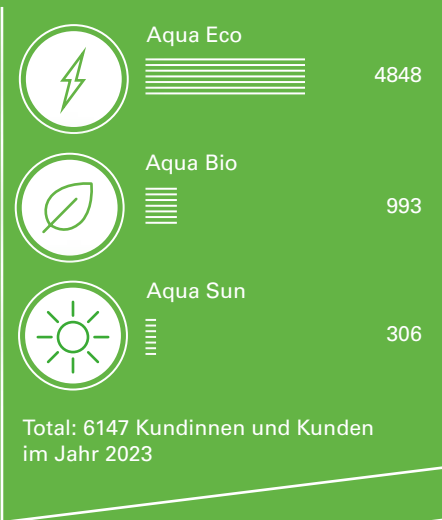 Aqua Eco
4848
Aqua Bio
993
Aqua Sun
306
Total: 6147 Kundinnen und Kunden
im Jahr 2023